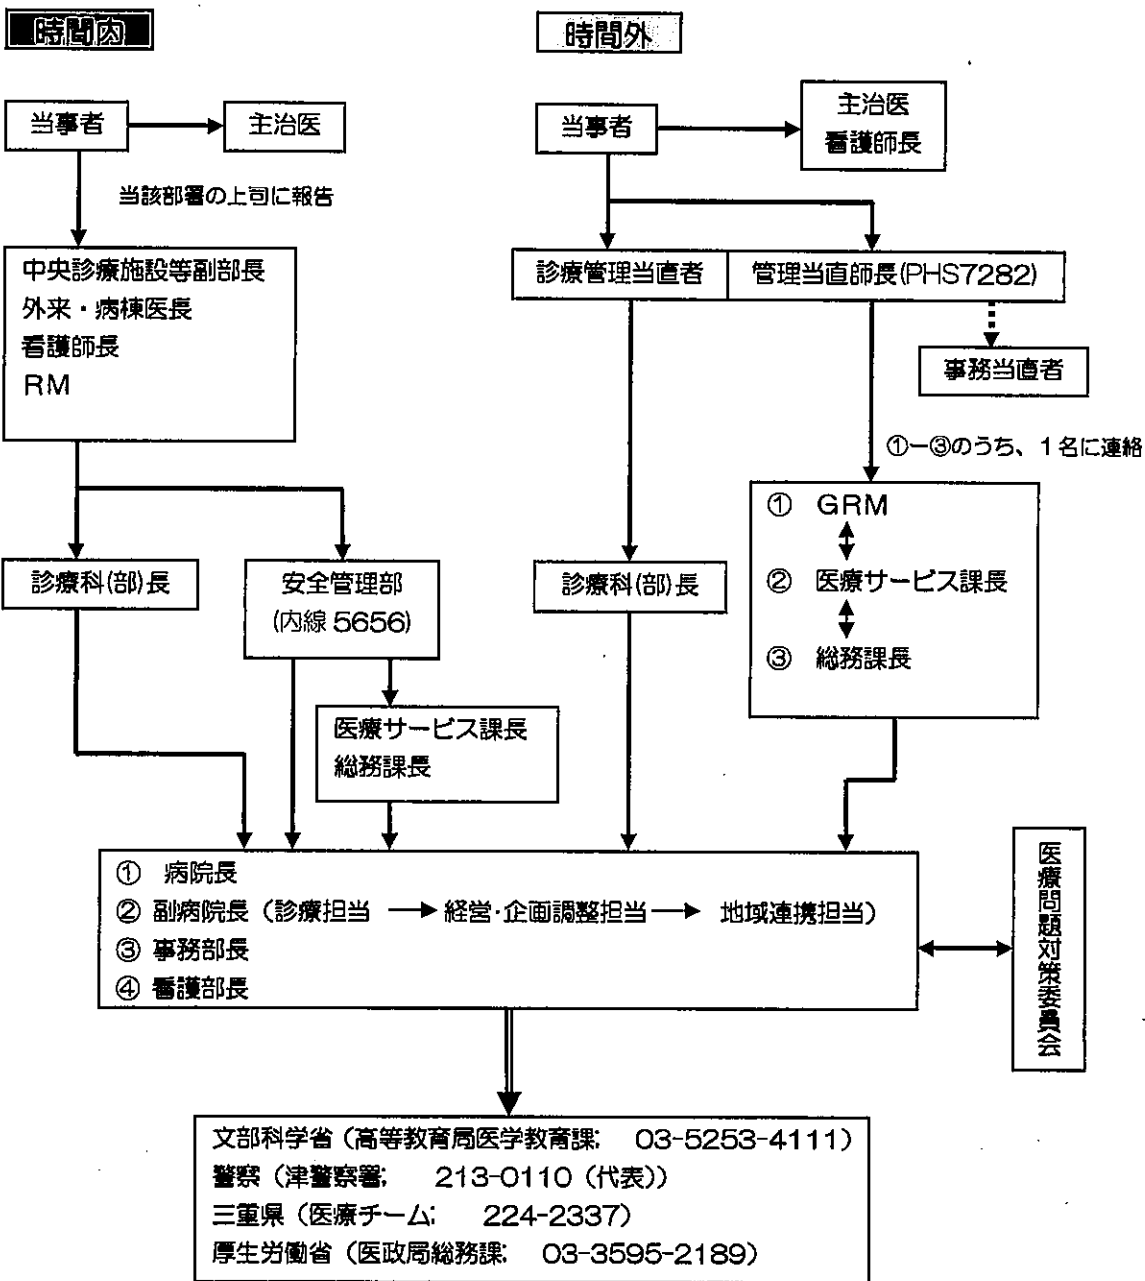 時間内
時間外
当事者
主治医
当事者
主治医
看護師長
当該部署の上司に報告
中央診療施設等副部長
外来・病棟医長
看護師長
RM
診療管理当直者
管理当直師長(PHS7282)
事務当直者
①ー③のうち、1名に連絡
診療科(部)長
安全管理部
(内線 5656)
診療科(部)長
① GRM
② 医療サービス課長
③ 総務課長
医療サービス課長
総務課長
① 病院長
② 副病院長（診療担当 → 経営・企画調整担当 → 地域連携担当）
③ 事務部長
④ 看護部長
医療問題対策委員会
文部科学省（高等教育局医学教育課: 03-5253-4111）
警察（津警察署; 213-0110（代表））
三重県（医療チーム: 224-2337）
厚生労働省（医政局総務課: 03-3595-2189）